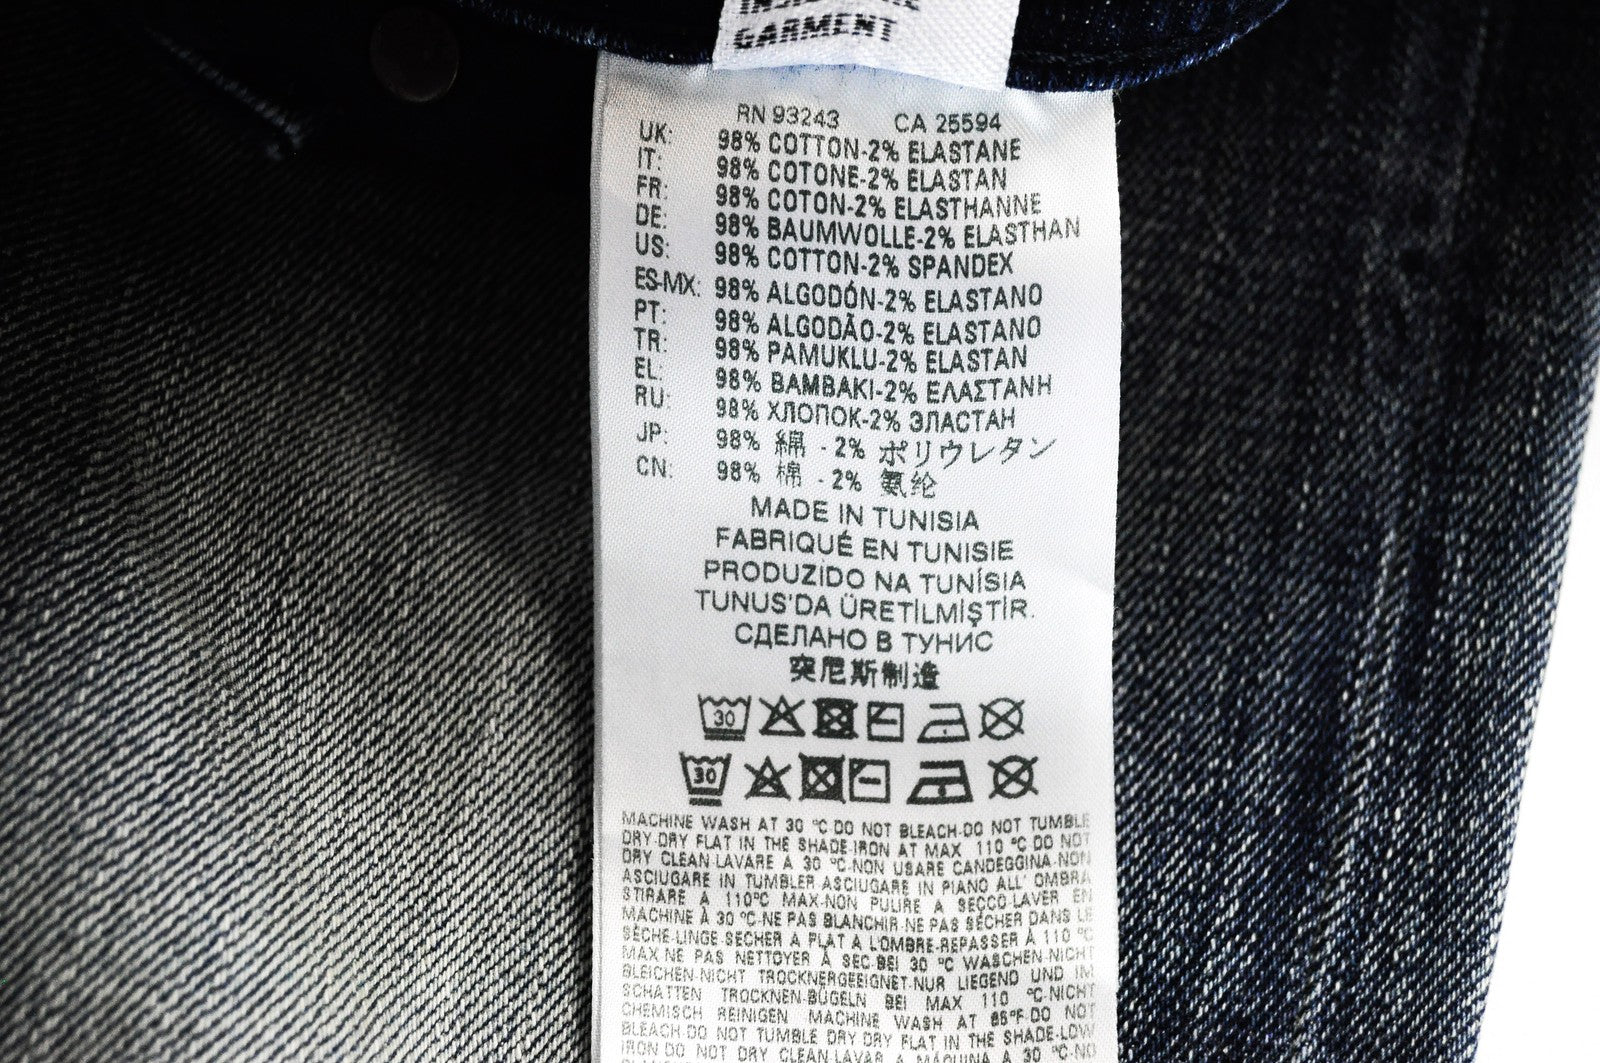 GARMENT
RN 93243 CA 25594
UK: 98% COTTON-2% ELASTANE
IT: 98% COTONE-2% ELASTAN
FR: 98% COTON-2% ELASTHANNE
DE: 98% BAUMWOLLE-2% ELASTHAN
US: 98% COTTON-2% SPANDEX
ES-MX: 98% ALGODÓN-2% ELASTANO
PT: 98% ALGODÃO-2% ELASTANO
TR: 98% PAMUKLU-2% ELASTAN
EL: 98% BAMBAKI-2% ΕΛΑΣΤΑΝΗ
RU: 98% ХЛОПОК-2% ЭЛАСТАН
JP: 98% 綿 - 2% ポリウレタン
CN: 98% 棉 - 2% 氨纶
MADE IN TUNISIA
FABRIQUÉ EN TUNISIE
PRODUZIDO NA TUNÍSIA
TUNUS'DA ÜRETİLMİŞTİR.
СДЕЛАНО В ТУНИС
突尼斯制造
30
30
MACHINE WASH AT 30 °C-DO NOT BLEACH-DO NOT TUMBLE
DRY-DRY FLAT IN THE SHADE-IRON AT MAX 110 °C-DO NOT
DRY CLEAN-LAVARE A 30 °C-NON USARE CANDEGGINA-NON
ASCIUGARE IN TUMBLER-ASCIUGARE IN PIANO ALL' OMBRA
STIRARE A 110°C MAX-NON PULIRE A SECCO-LAVER EN
MACHINE À 30 °C-NE PAS BLANCHIR-NE PAS SÉCHER DANS LE
SÈCHE-LINGE-SECHER A PLAT A L'OMBRE-REPASSER À 110 °C
MAX-NE PAS NETTOYER À SEC-BEI 30 °C WASCHEN-NICHT
BLEICHEN-NICHT TROCKNERGEEIGNET-NUR LIEGEND UND IM
SCHATTEN TROCKNEN-BÜGELN BEI MAX 110 °C-NICHT
CHEMISCH REINIGEN MACHINE WASH AT 85°F-DO NOT
BLEACH-DO NOT TUMBLE DRY-DRY FLAT IN THE SHADE-LOW
IRON-DO NOT DRY CLEAN-LAVAR A MÁQUINA A 30 °C-NO